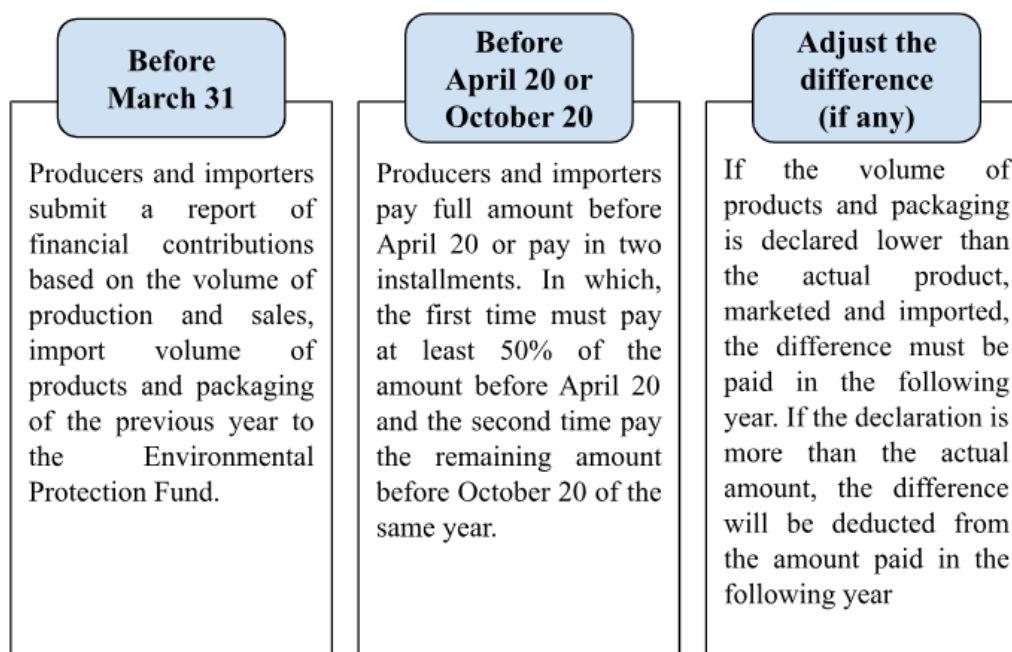 Before
March 31
Producers and importers
submit a report of
financial contributions
based on the volume of
production and sales,
import volume of
products and packaging
of the previous year to
the Environmental
Protection Fund.
Before
April 20 or
October 20
Producers and importers
pay full amount before
April 20 or pay in two
installments. In which,
the first time must pay
at least 50% of the
amount before April 20
and the second time pay
the remaining amount
before October 20 of the
same year.
Adjust the
difference
(if any)
If the volume of
products and packaging
is declared lower than
the actual product,
marketed and imported,
the difference must be
paid in the following
year. If the declaration is
more than the actual
amount, the difference
will be deducted from
the amount paid in the
following year